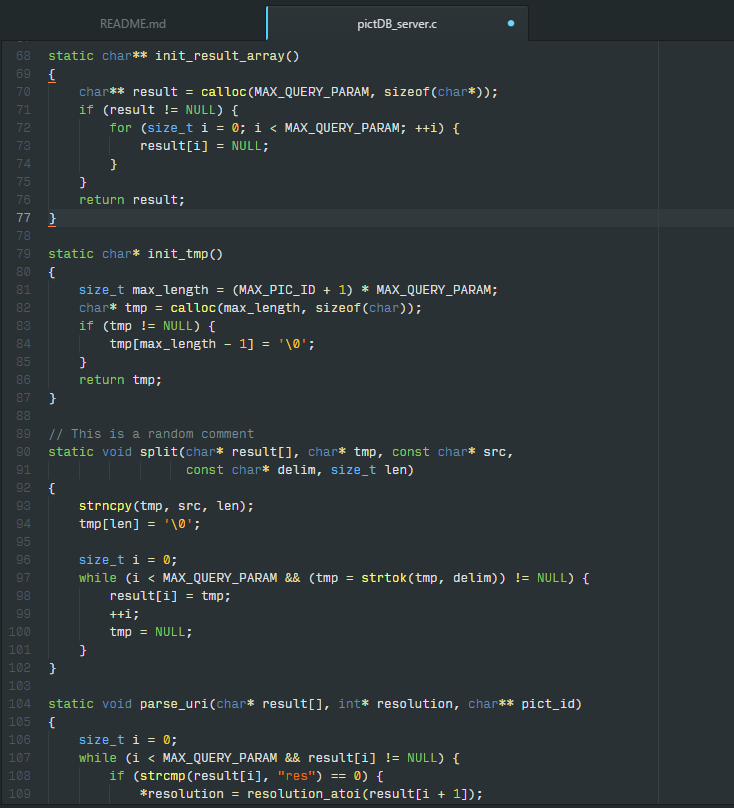 README.md
pictDB_server.c
68 static char** init_result_array()
69 {
70     char** result = calloc(MAX_QUERY_PARAM, sizeof(char*));
71     if (result != NULL) {
72         for (size_t i = 0; i < MAX_QUERY_PARAM; ++i) {
73             result[i] = NULL;
74         }
75     }
76     return result;
77 }
78
79 static char* init_tmp()
80 {
81     size_t max_length = (MAX_PIC_ID + 1) * MAX_QUERY_PARAM;
82     char* tmp = calloc(max_length, sizeof(char));
83     if (tmp != NULL) {
84         tmp[max_length - 1] = '\0';
85     }
86     return tmp;
87 }
88
89 // This is a random comment
90 static void split(char* result[], char* tmp, const char* src,
91                   const char* delim, size_t len)
92 {
93     strncpy(tmp, src, len);
94     tmp[len] = '\0';
95
96     size_t i = 0;
97     while (i < MAX_QUERY_PARAM && (tmp = strtok(tmp, delim)) != NULL) {
98         result[i] = tmp;
99         ++i;
100         tmp = NULL;
101     }
102 }
103
104 static void parse_uri(char* result[], int* resolution, char** pict_id)
105 {
106     size_t i = 0;
107     while (i < MAX_QUERY_PARAM && result[i] != NULL) {
108         if (strcmp(result[i], "res") == 0) {
109             *resolution = resolution_atoi(result[i + 1]);